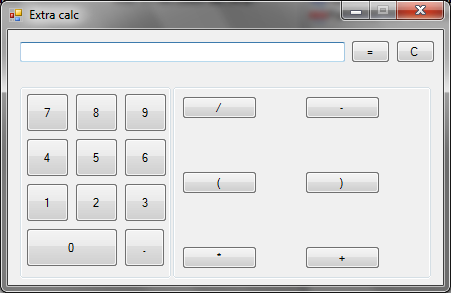 Extra calc
= C
7 8 9 / -
4 5 6 ( )
1 2 3
0 . * +